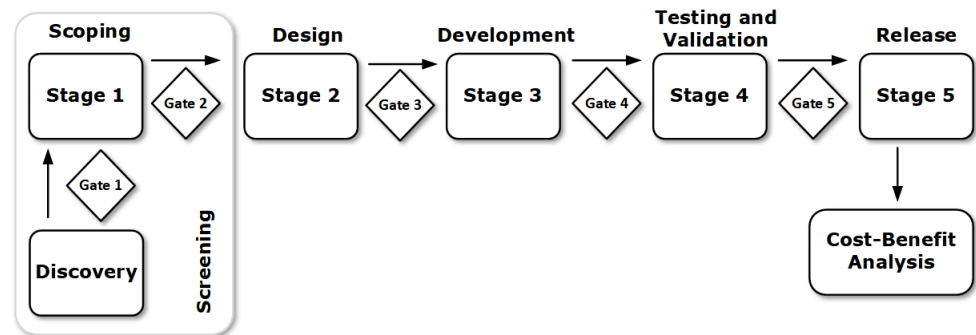 Scoping
Stage 1
Gate 2
Gate 1
Discovery
Screening
Design
Stage 2
Gate 3
Development
Stage 3
Gate 4
Testing and
Validation
Stage 4
Gate 5
Release
Stage 5
Cost-Benefit
Analysis